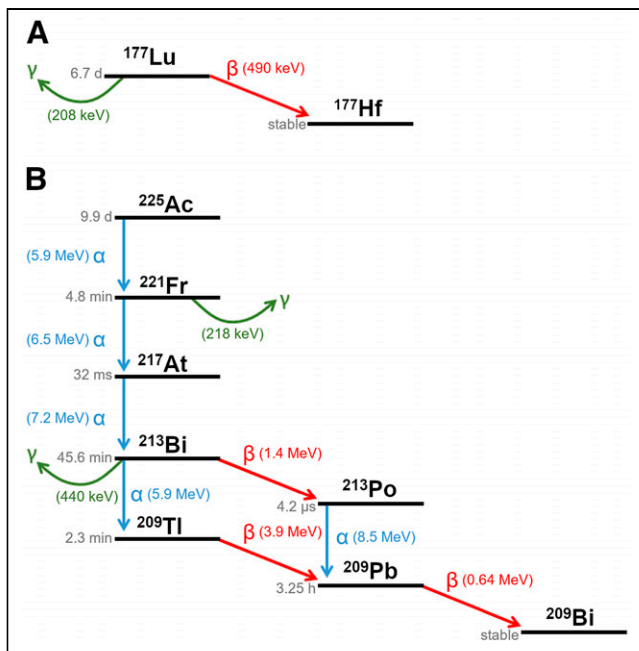 A
¹⁷⁷Lu
γ 6.7 d β (490 keV)
(208 keV) ¹⁷⁷Hf
stable
B
²²⁵Ac
9.9 d
(5.9 MeV) α
²²¹Fr
4.8 min γ
(218 keV)
(6.5 MeV) α
²¹⁷At
32 ms
(7.2 MeV) α
²¹³Bi
γ 45.6 min β (1.4 MeV)
(440 keV) α (5.9 MeV) ²¹³Po
4.2 µs
²⁰⁹Tl β (3.9 MeV) α (8.5 MeV)
2.3 min
²⁰⁹Pb
3.25 h β (0.64 MeV)
²⁰⁹Bi
stable